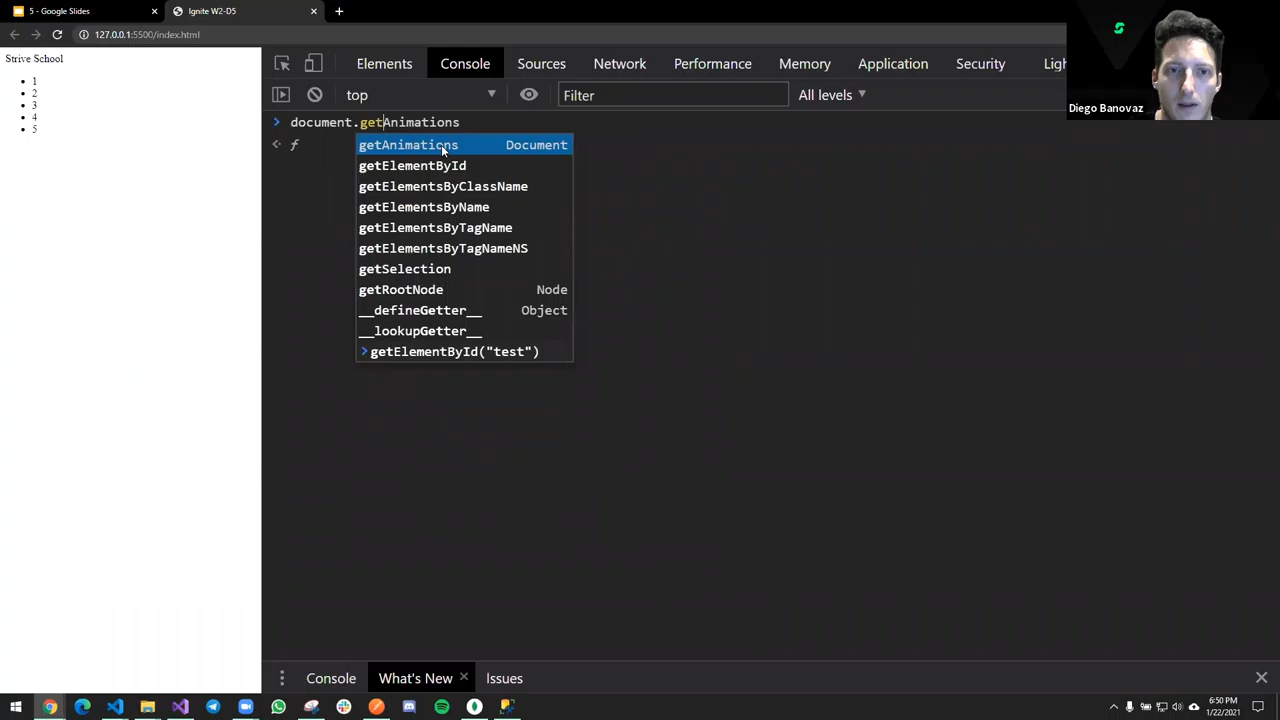 5 - Google Slides
Ignite W2-D5
127.0.0.1:5500/index.html
Strive School
1
2
3
4
5
Elements Console Sources Network Performance Memory Application Security Ligh
top Filter All levels
document.getAnimations
f
getAnimations Document
getElementById
getElementsByClassName
getElementsByName
getElementsByTagName
getElementsByTagNameNS
getSelection
getRootNode Node
__defineGetter__ Object
__lookupGetter__
getElementById("test")
Diego Banovaz
Console What's New Issues
6:50 PM
1/22/2021